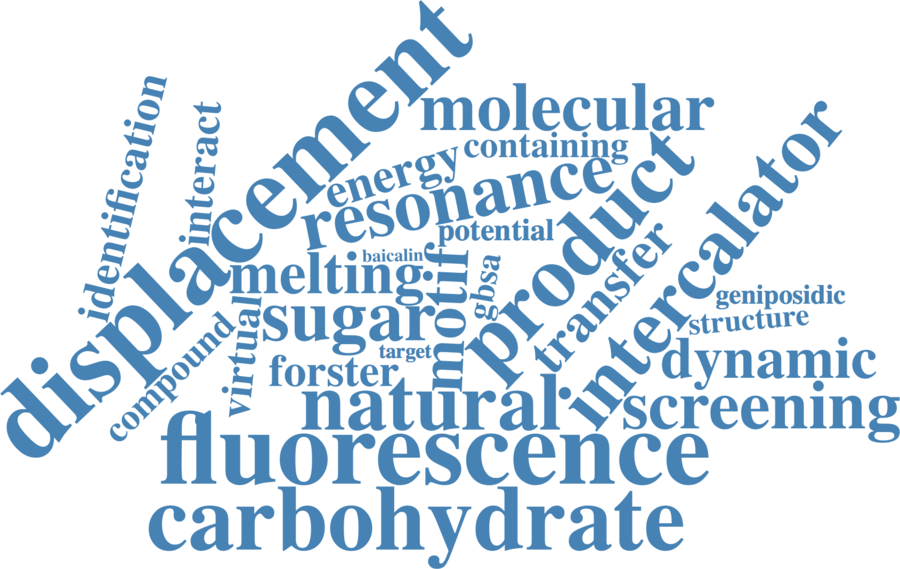 displacement
molecular
containing
energy
resonance
identification
interact
product
intercalator
potential
baicalin
melting
motif
gbsa
transfer
geniposidic
structure
sugar
virtual
compound
target
forster
dynamic
natural
screening
fluorescence
carbohydrate